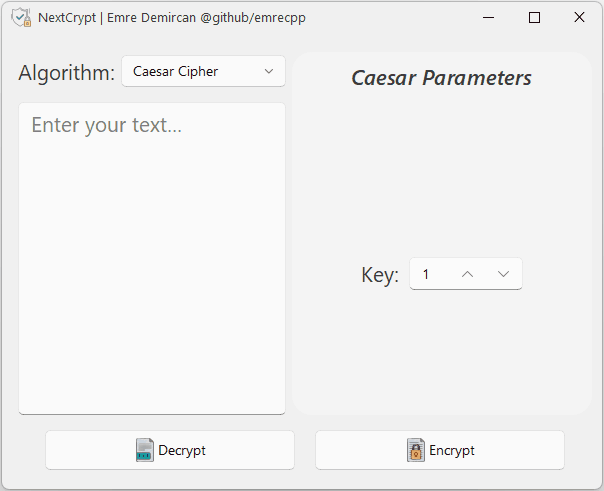 NextCrypt | Emre Demircan @github/emrecpp
Algorithm: Caesar Cipher
Caesar Parameters
Enter your text...
Key: 1
Decrypt
Encrypt